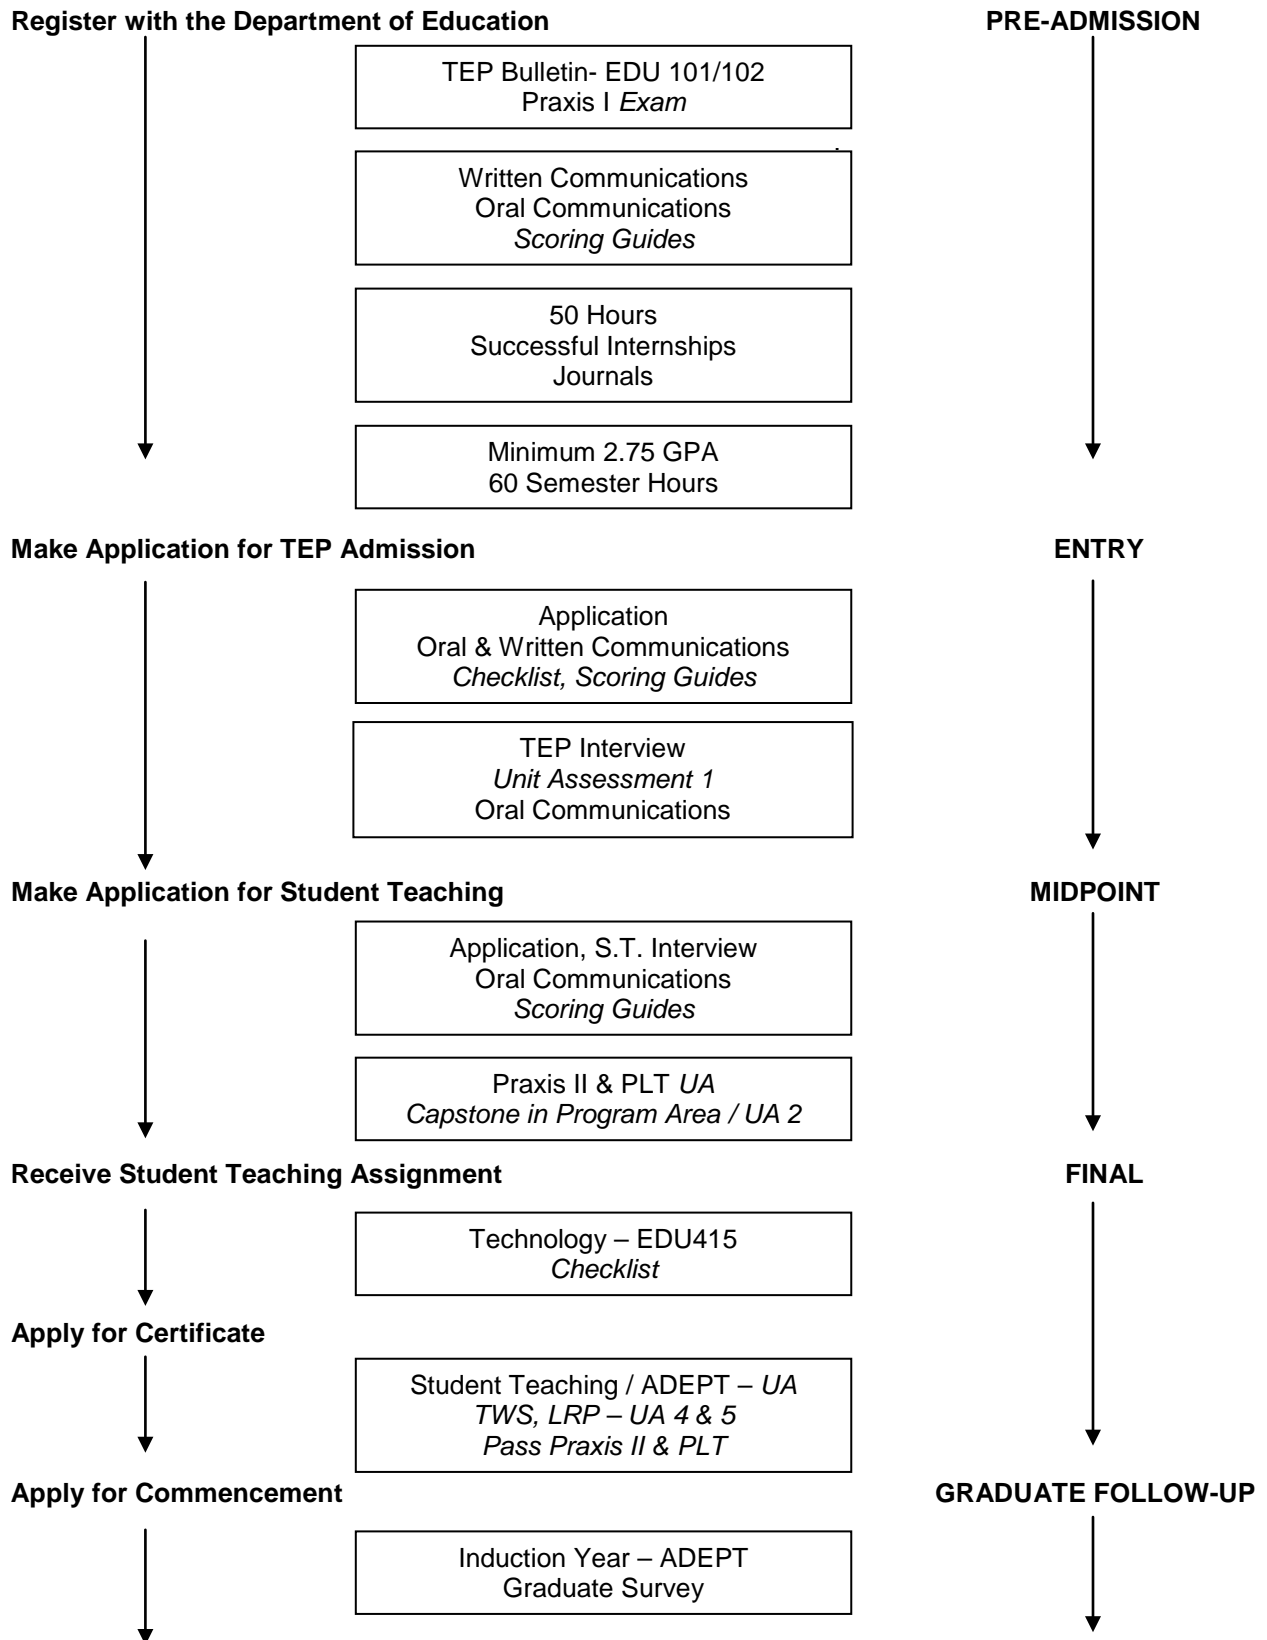 Register with the Department of Education
PRE-ADMISSION
TEP Bulletin- EDU 101/102
Praxis I Exam
Written Communications
Oral Communications
Scoring Guides
50 Hours
Successful Internships
Journals
Minimum 2.75 GPA
60 Semester Hours
Make Application for TEP Admission
ENTRY
Application
Oral & Written Communications
Checklist, Scoring Guides
TEP Interview
Unit Assessment 1
Oral Communications
Make Application for Student Teaching
MIDPOINT
Application, S.T. Interview
Oral Communications
Scoring Guides
Praxis II & PLT UA
Capstone in Program Area / UA 2
Receive Student Teaching Assignment
FINAL
Technology – EDU415
Checklist
Apply for Certificate
Student Teaching / ADEPT – UA
TWS, LRP – UA 4 & 5
Pass Praxis II & PLT
Apply for Commencement
GRADUATE FOLLOW-UP
Induction Year – ADEPT
Graduate Survey